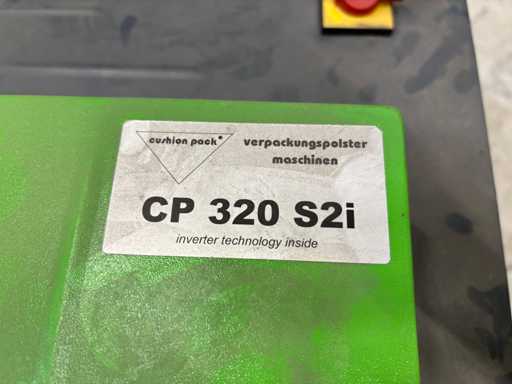 cushion pack®
verpackungspolster
maschinen
CP 320 S2i
inverter technology inside